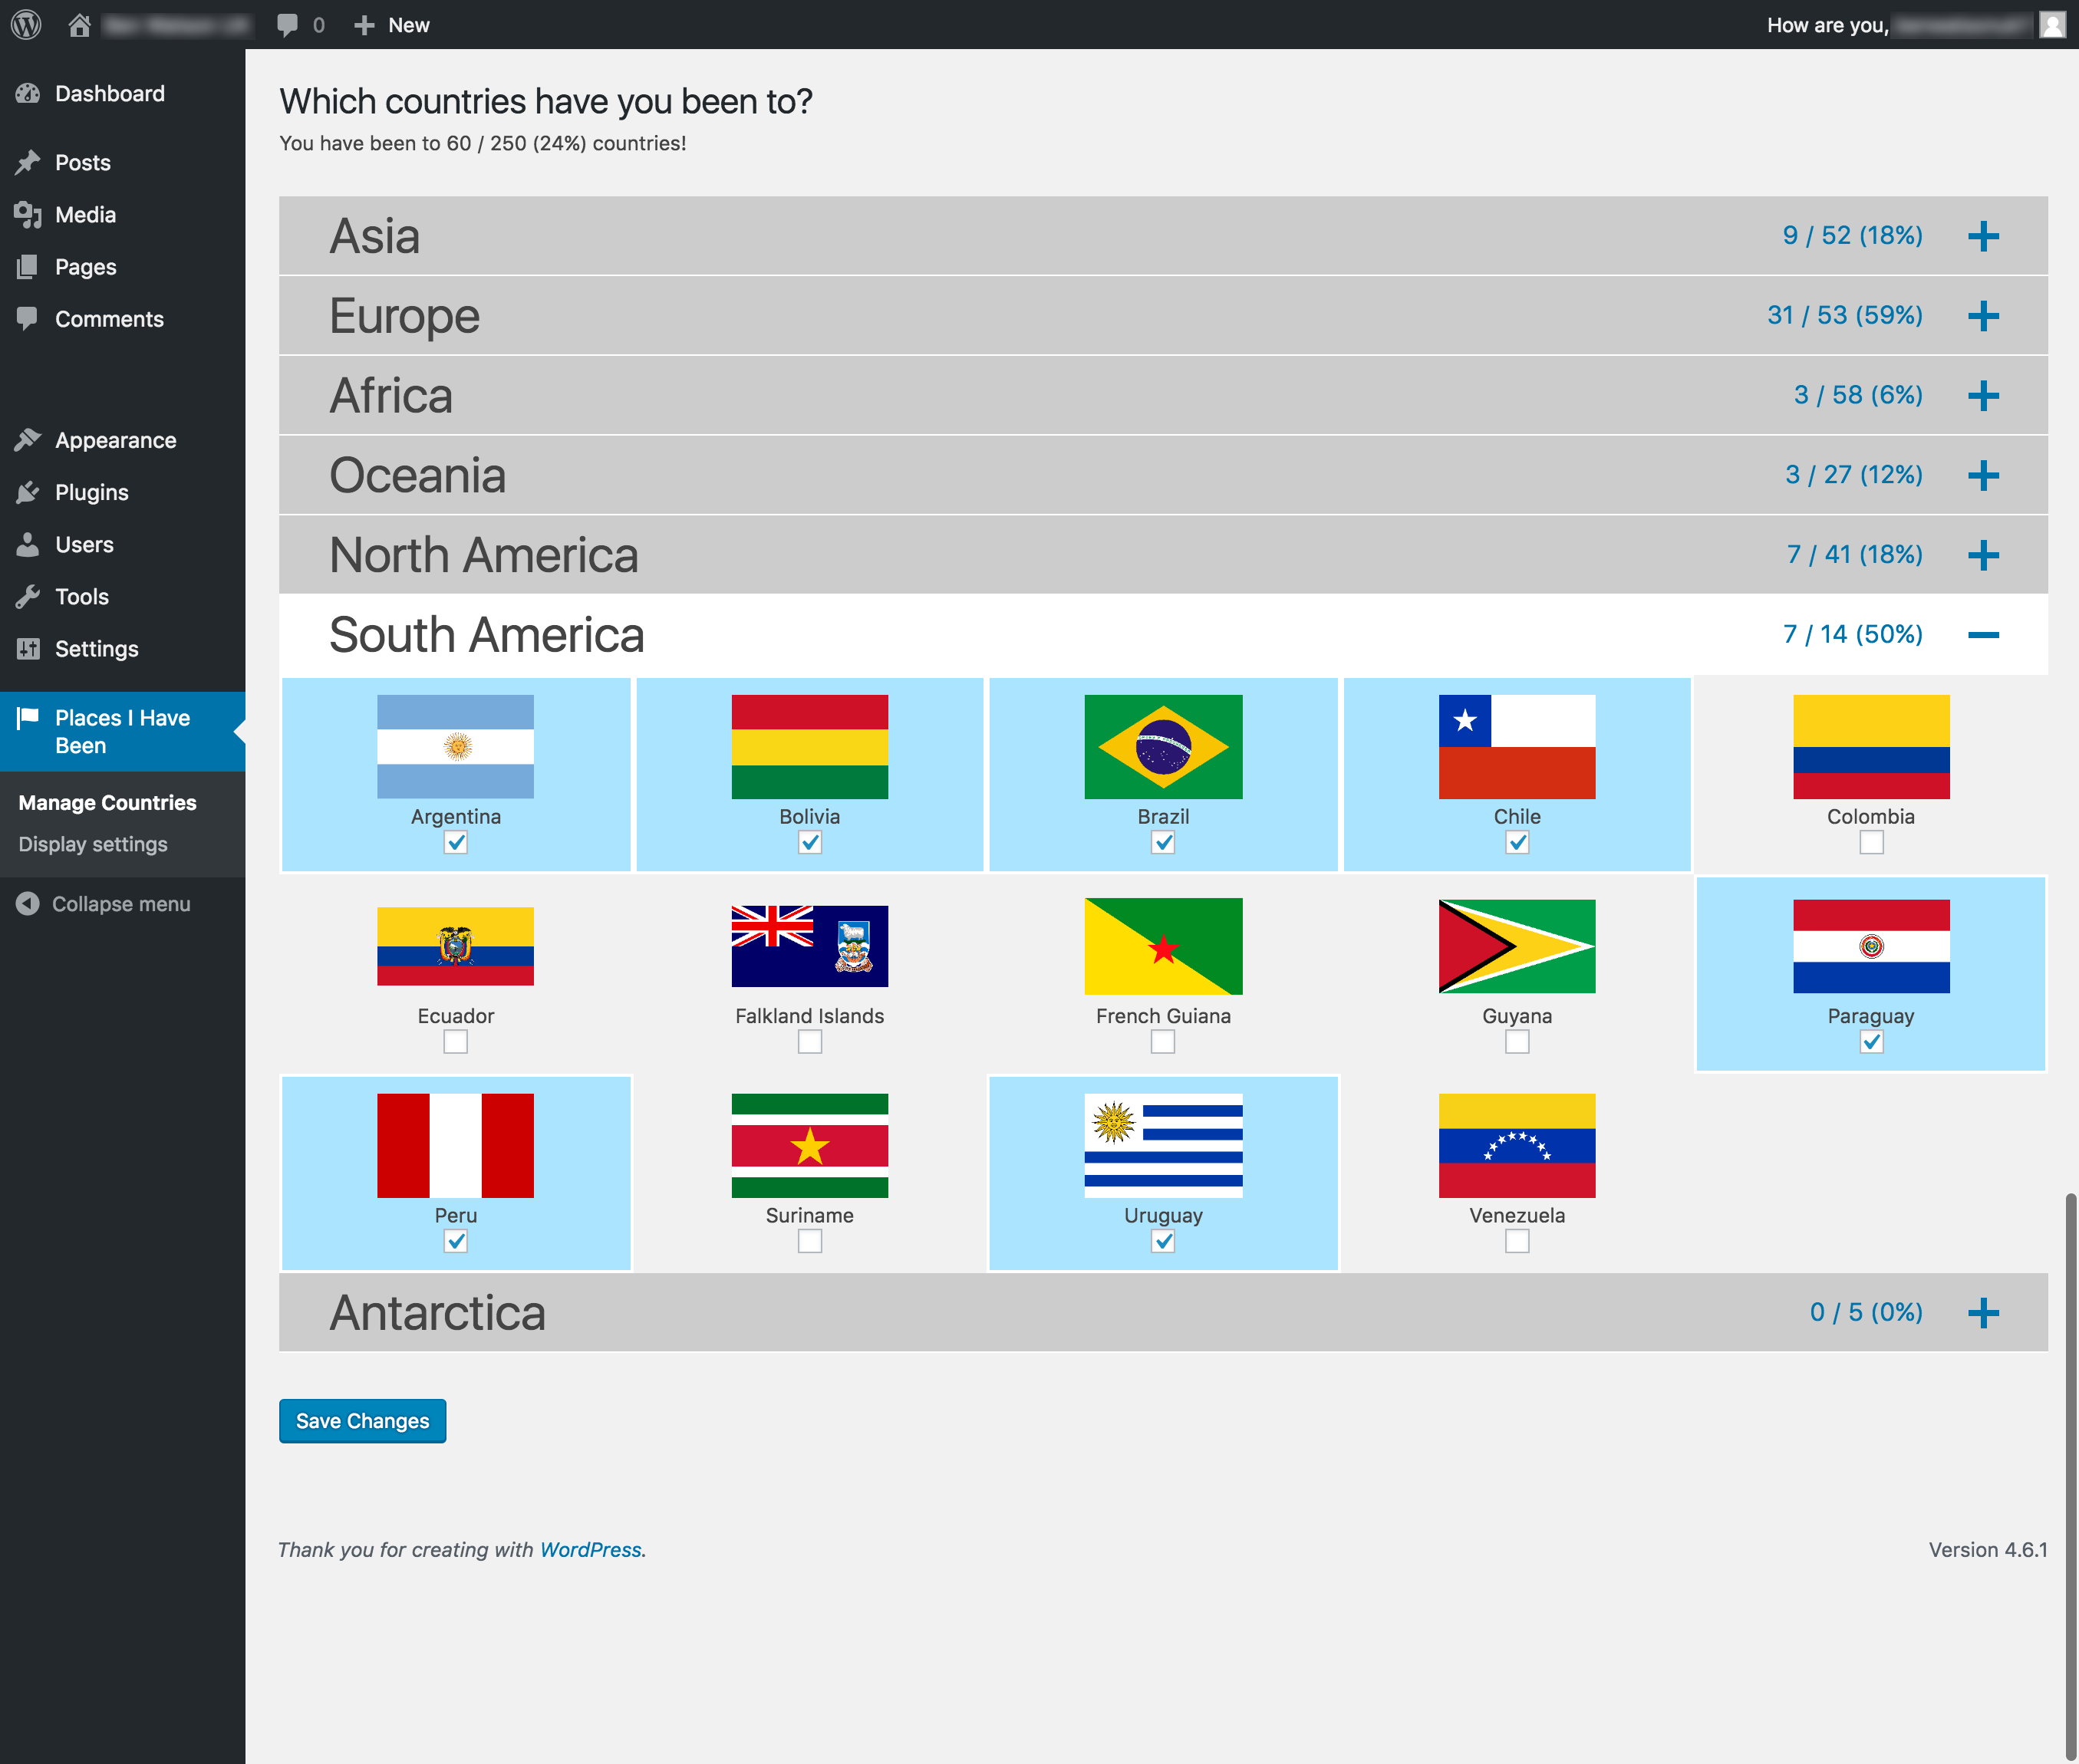 0 New
How are you,
Dashboard
Posts
Media
Pages
Comments
Appearance
Plugins
Users
Tools
Settings
Places I Have
Been
Manage Countries
Display settings
Collapse menu
Which countries have you been to?
You have been to 60 / 250 (24%) countries!
Asia 9 / 52 (18%)
Europe 31 / 53 (59%)
Africa 3 / 58 (6%)
Oceania 3 / 27 (12%)
North America 7 / 41 (18%)
South America 7 / 14 (50%)
Argentina Bolivia Brazil Chile Colombia
Ecuador Falkland Islands French Guiana Guyana Paraguay
Peru Suriname Uruguay Venezuela
Antarctica 0 / 5 (0%)
Save Changes
Thank you for creating with WordPress.
Version 4.6.1